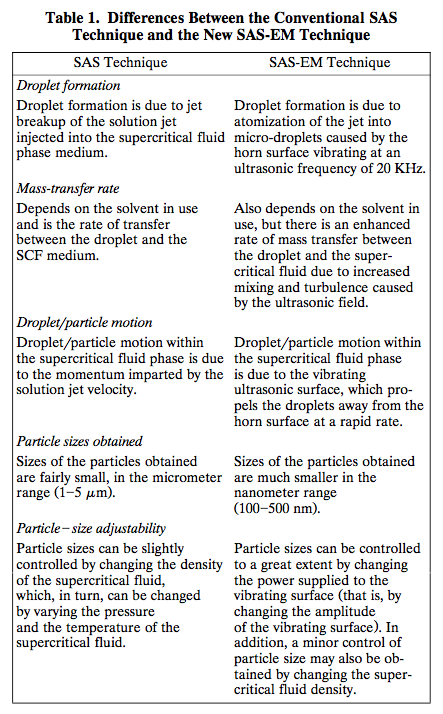 Table 1. Differences Between the Conventional SAS
Technique and the New SAS-EM Technique
SAS Technique
SAS-EM Technique
Droplet formation
Droplet formation is due to jet
breakup of the solution jet
injected into the supercritical fluid
phase medium.
Droplet formation is due to
atomization of the jet into
micro-droplets caused by the
horn surface vibrating at an
ultrasonic frequency of 20 KHz.
Mass-transfer rate
Depends on the solvent in use
and is the rate of transfer
between the droplet and the
SCF medium.
Also depends on the solvent in
use, but there is an enhanced
rate of mass transfer between
the droplet and the super-
critical fluid due to increased
mixing and turbulence caused
by the ultrasonic field.
Droplet/particle motion
Droplet/particle motion within
the supercritical fluid phase is due
to the momentum imparted by the
solution jet velocity.
Droplet/particle motion within
the supercritical fluid phase
is due to the vibrating
ultrasonic surface, which pro-
pels the droplets away from the
horn surface at a rapid rate.
Particle sizes obtained
Sizes of the particles obtained
are fairly small, in the micrometer
range (1–5 μm).
Sizes of the particles obtained
are much smaller in the
nanometer range
(100–500 nm).
Particle–size adjustability
Particle sizes can be slightly
controlled by changing the density
of the supercritical fluid,
which, in turn, can be changed
by varying the pressure
and the temperature of the
supercritical fluid.
Particle sizes can be controlled
to a great extent by changing
the power supplied to the
vibrating surface (that is, by
changing the amplitude
of the vibrating surface). In
addition, a minor control of
particle size may also be ob-
tained by changing the super-
critical fluid density.